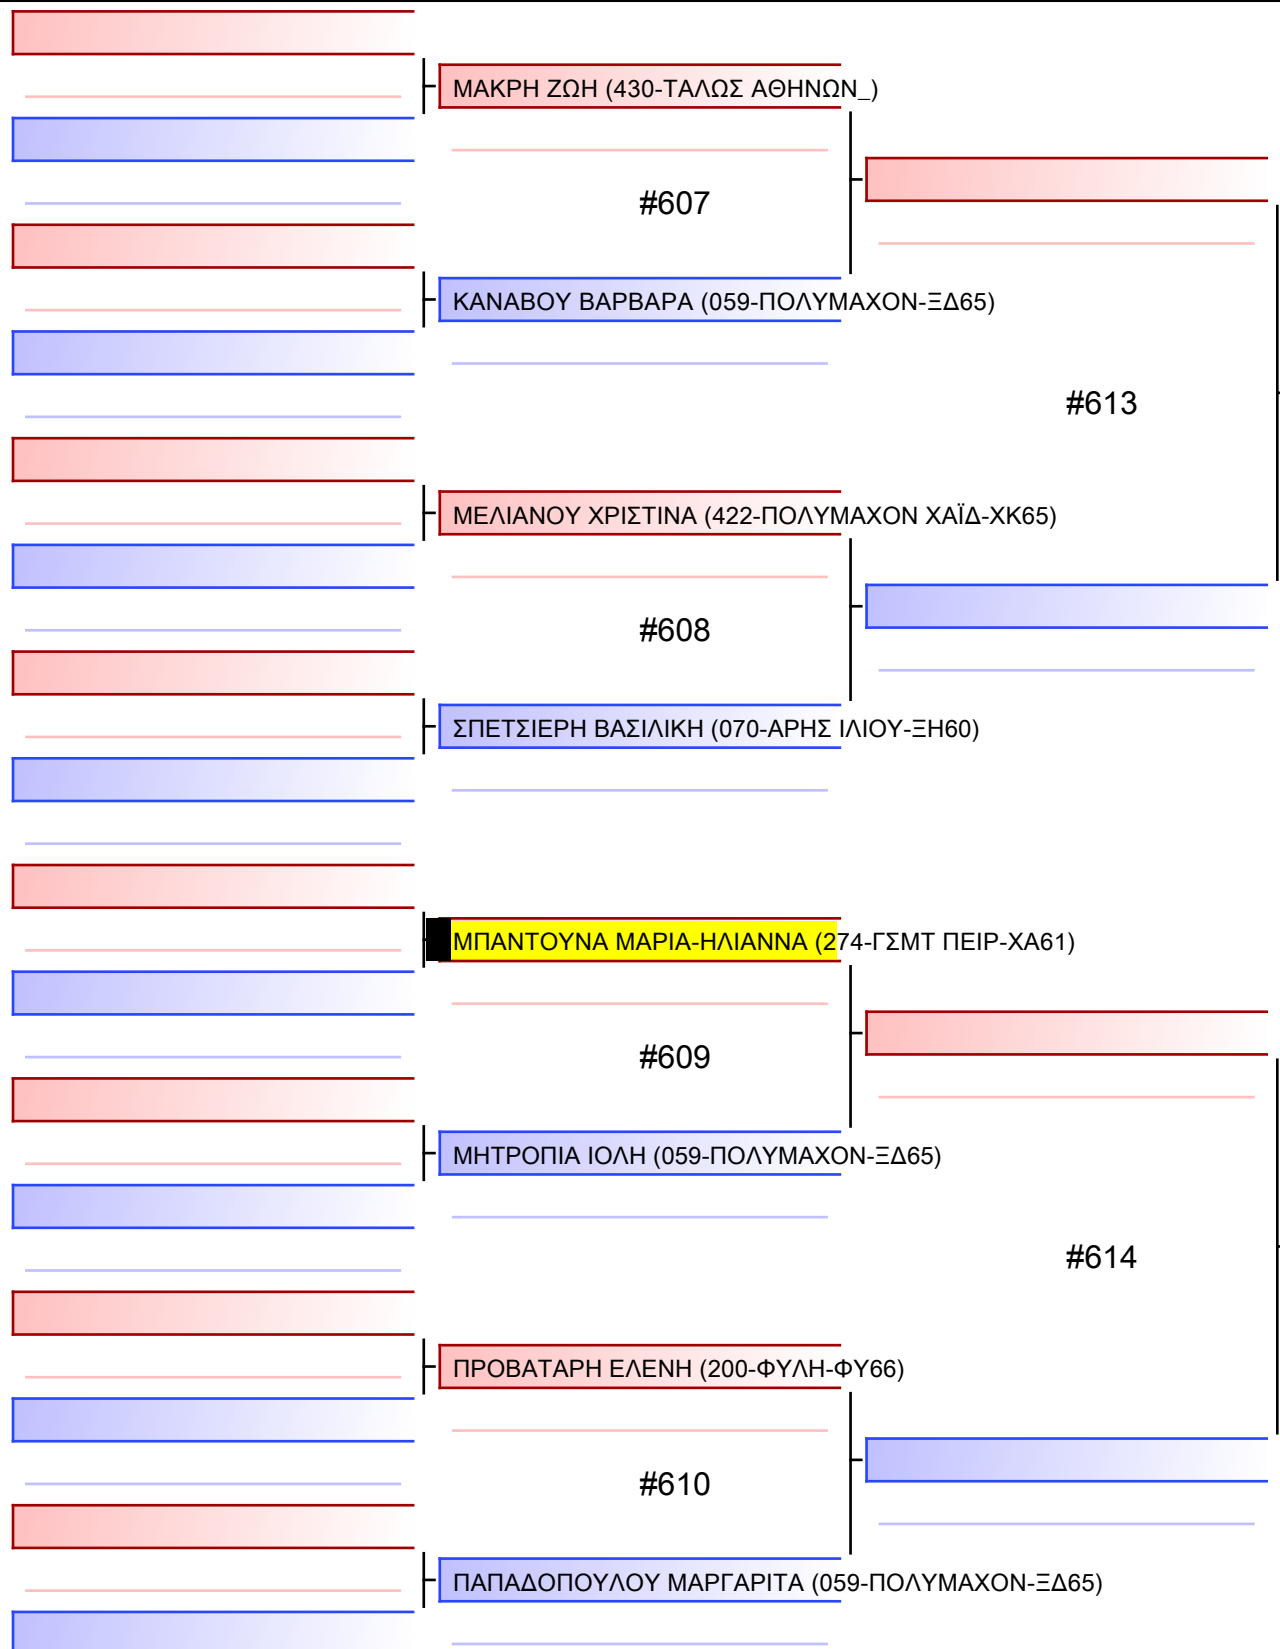 ΜΑΚΡΗ ΖΩΗ (430-ΤΑΛΩΣ ΑΘΗΝΩΝ_)
#607
ΚΑΝΑΒΟΥ ΒΑΡΒΑΡΑ (059-ΠΟΛΥΜΑΧΟΝ-ΞΔ65)
#613
ΜΕΛΙΑΝΟΥ ΧΡΙΣΤΙΝΑ (422-ΠΟΛΥΜΑΧΟΝ ΧΑΪΔ-ΧΚ65)
#608
ΣΠΕΤΣΙΕΡΗ ΒΑΣΙΛΙΚΗ (070-ΑΡΗΣ ΙΛΙΟΥ-ΞΗ60)
ΜΠΑΝΤΟΥΝΑ ΜΑΡΙΑ-ΗΛΙΑΝΝΑ (274-ΓΣΜΤ ΠΕΙΡ-ΧΑ61)
#609
ΜΗΤΡΟΠΙΑ ΙΟΛΗ (059-ΠΟΛΥΜΑΧΟΝ-ΞΔ65)
#614
ΠΡΟΒΑΤΑΡΗ ΕΛΕΝΗ (200-ΦΥΛΗ-ΦΥ66)
#610
ΠΑΠΑΔΟΠΟΥΛΟΥ ΜΑΡΓΑΡΙΤΑ (059-ΠΟΛΥΜΑΧΟΝ-ΞΔ65)